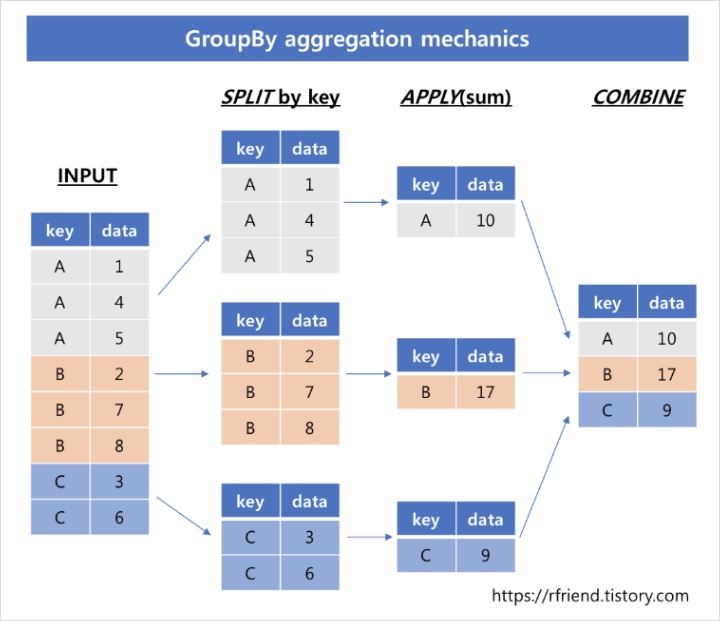 GroupBy aggregation mechanics
INPUT
key data
A 1
A 4
A 5
B 2
B 7
B 8
C 3
C 6
SPLIT by key
key data
A 1
A 4
A 5
key data
B 2
B 7
B 8
key data
C 3
C 6
APPLY(sum)
key data
A 10
key data
B 17
key data
C 9
COMBINE
key data
A 10
B 17
C 9
https://rfriend.tistory.com